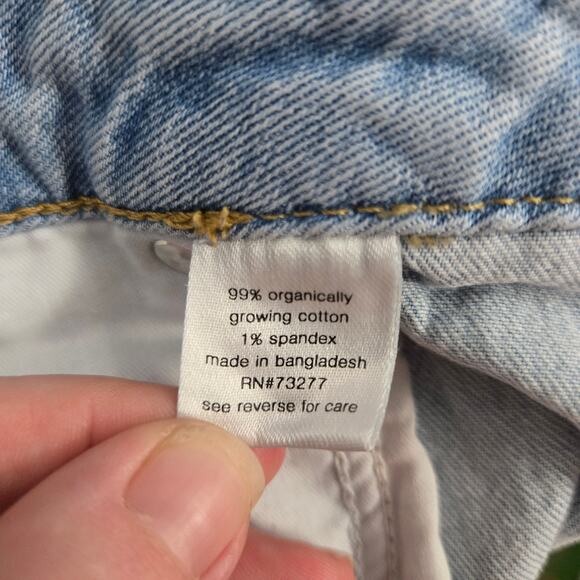 99% organically
growing cotton
1% spandex
made in bangladesh
RN#73277
see reverse for care